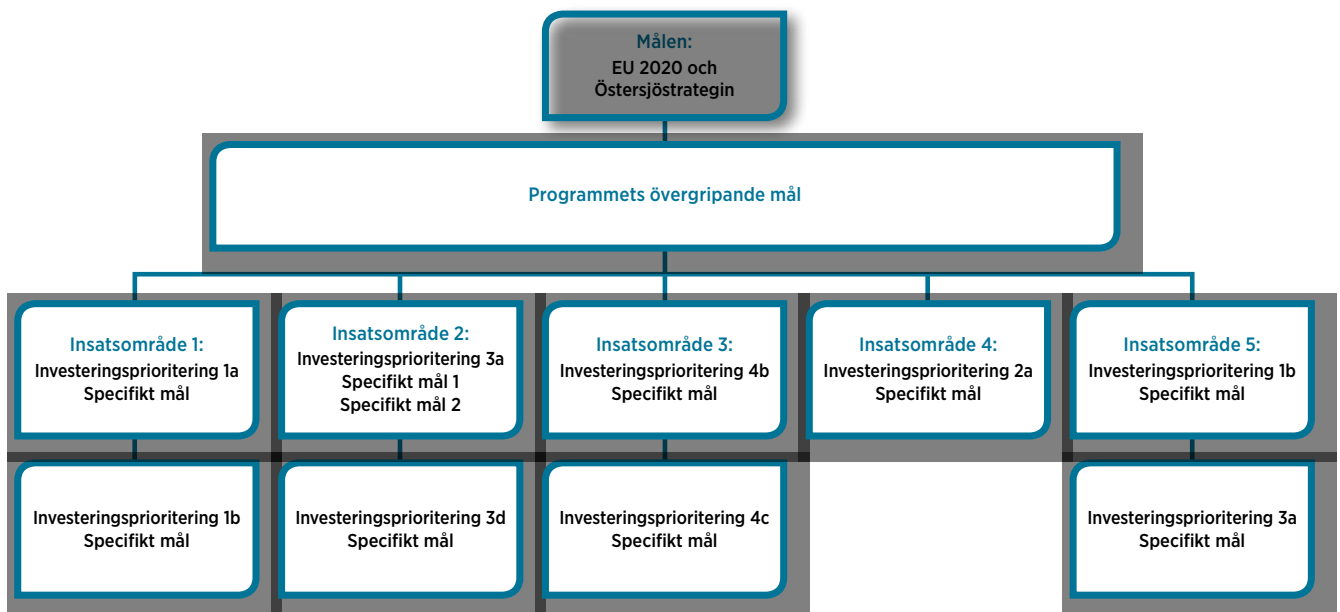 Målen:
EU 2020 och
Östersjöstrategin
Programmets övergripande mål
Insatsområde 1:
Investeringsprioritering 1a
Specifikt mål
Insatsområde 2:
Investeringsprioritering 3a
Specifikt mål 1
Specifikt mål 2
Insatsområde 3:
Investeringsprioritering 4b
Specifikt mål
Insatsområde 4:
Investeringsprioritering 2a
Specifikt mål
Insatsområde 5:
Investeringsprioritering 1b
Specifikt mål
Investeringsprioritering 1b
Specifikt mål
Investeringsprioritering 3d
Specifikt mål
Investeringsprioritering 4c
Specifikt mål
Investeringsprioritering 3a
Specifikt mål